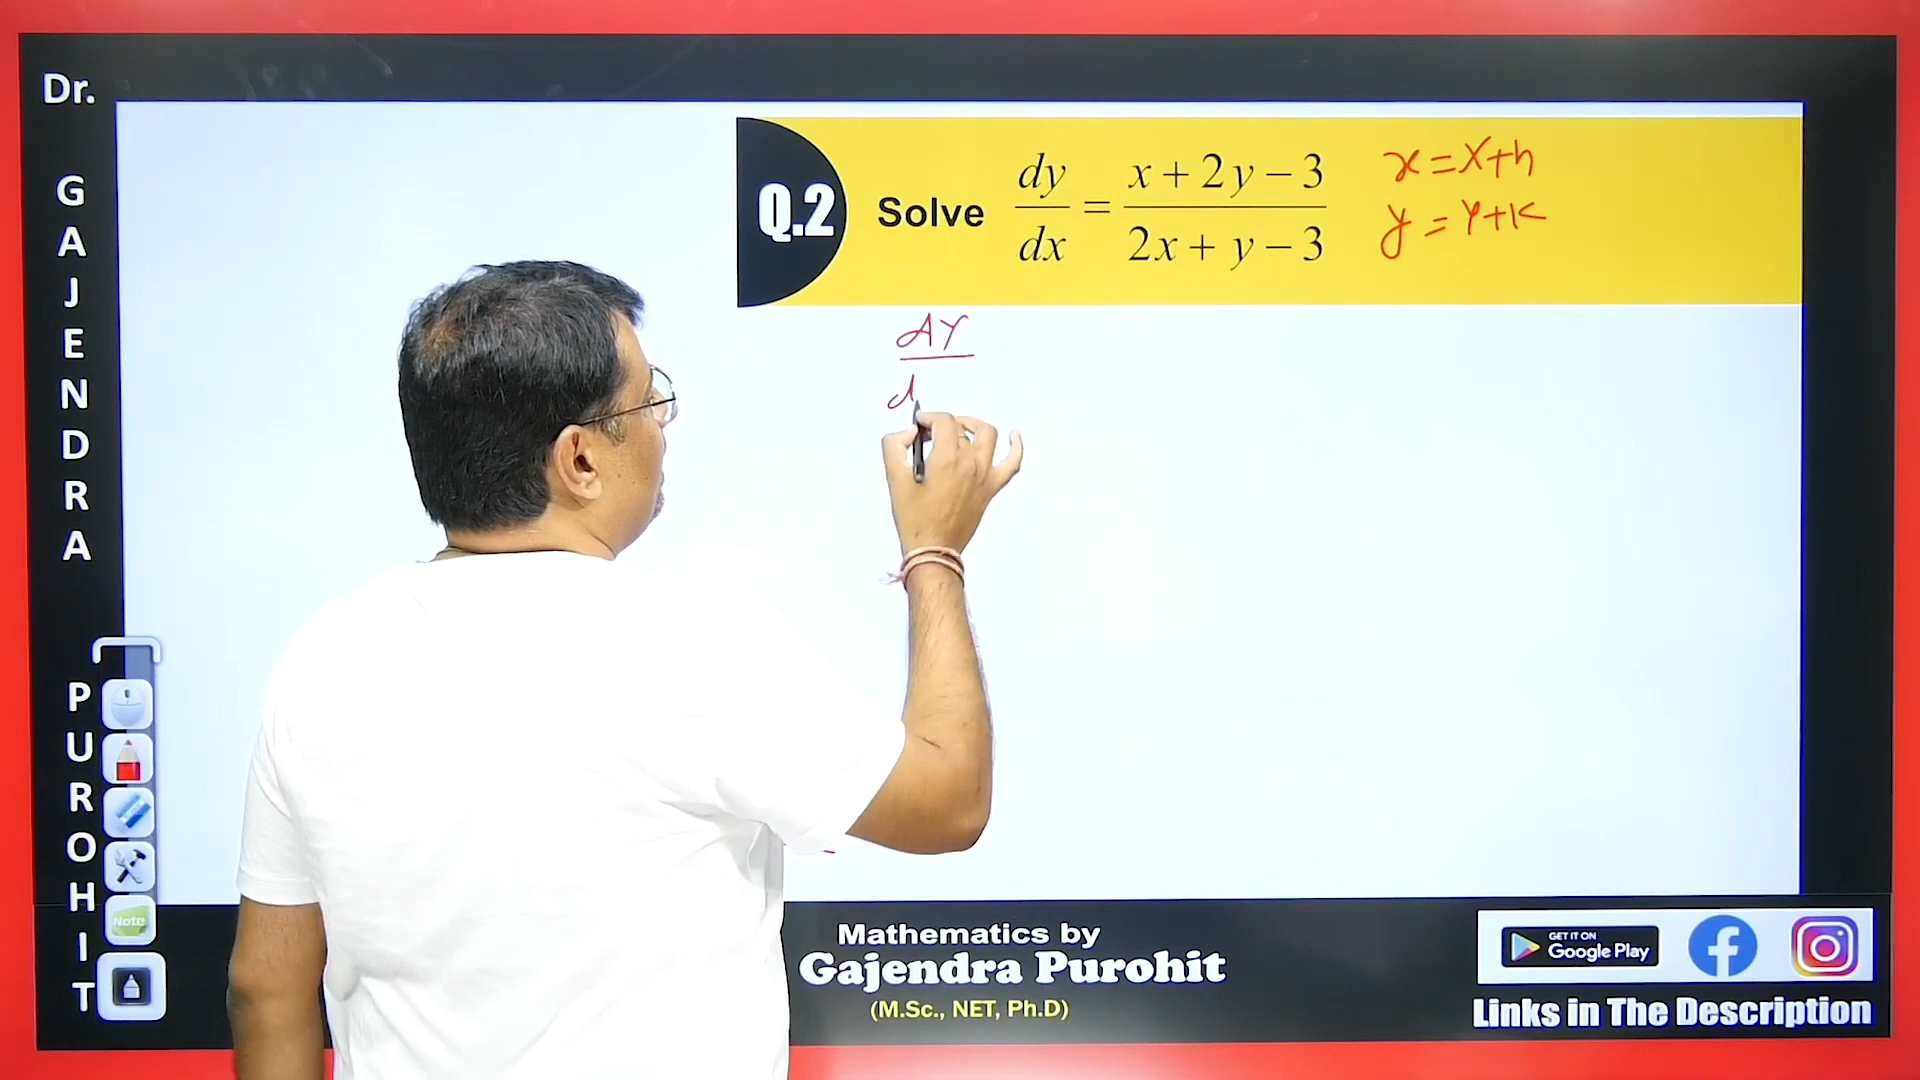 Dr.
GAJENDRA
PUROHIT
Q.2 Solve dy/dx = x + 2y - 3 / 2x + y - 3
x = X+h
y = Y+K
dY
d
Note
Mathematics by
Gajendra Purohit
(M.Sc., NET, Ph.D)
GET IT ON
Google Play
Links in The Description